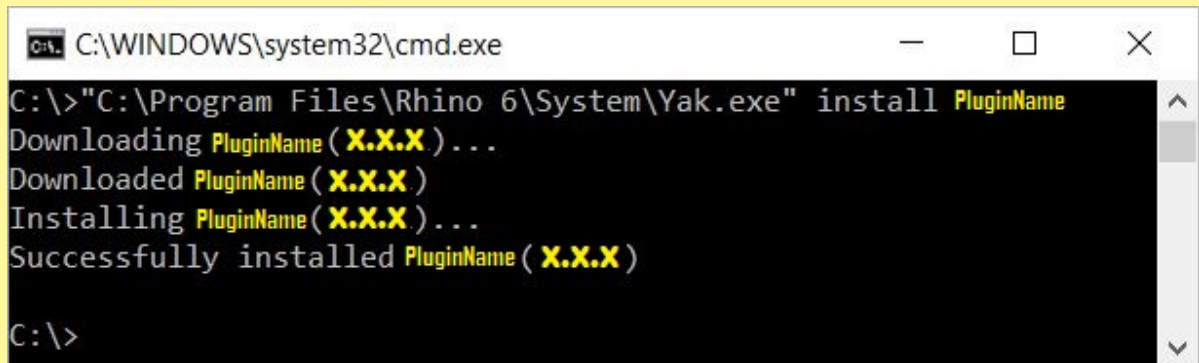 C:\WINDOWS\system32\cmd.exe
C:\>"C:\Program Files\Rhino 6\System\Yak.exe" install PluginName
Downloading PluginName (X.X.X)...
Downloaded PluginName (X.X.X)
Installing PluginName (X.X.X)...
Successfully installed PluginName (X.X.X)
C:\>